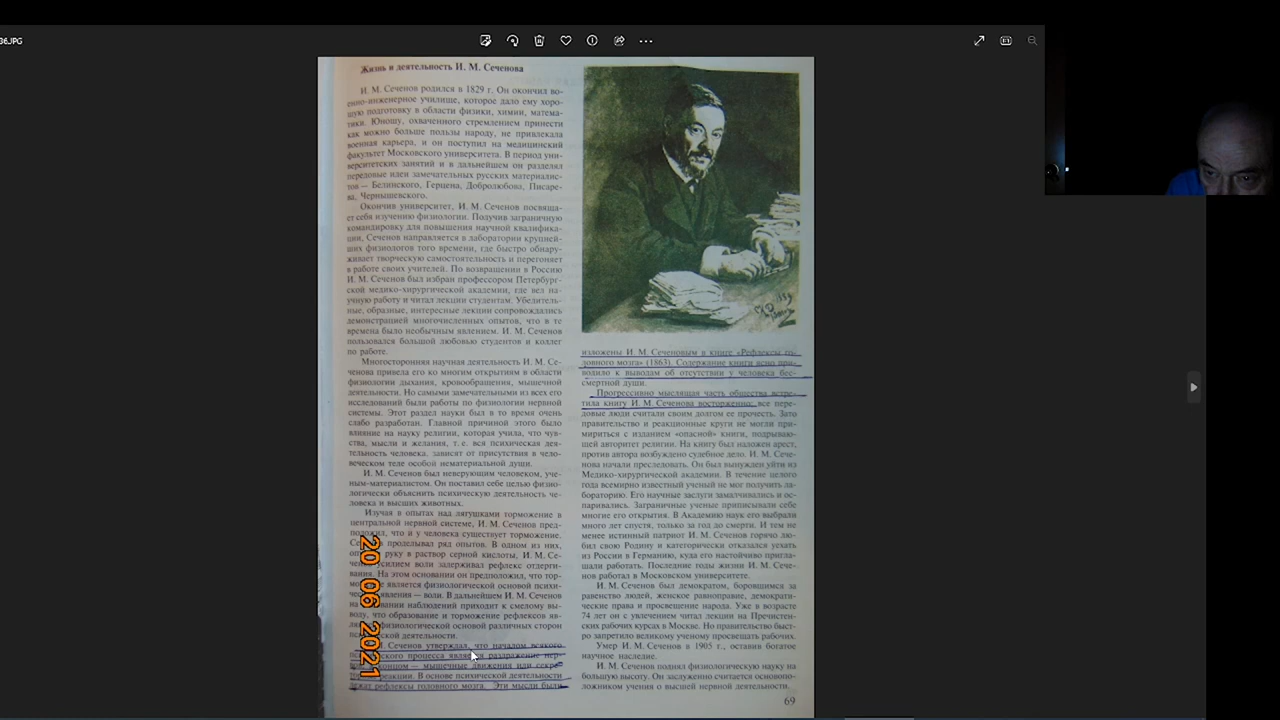 36.JPG
Жизнь и деятельность И. М. Сеченова
И. М. Сеченов родился в 1829 г. Он окончил во-
енно-инженерное училище, которое дало ему хоро-
шую подготовку в области физики, химии, матема-
тики. Юношу, охваченного стремлением принести
как можно больше пользы народу, не привлекала
военная карьера, и он поступил на медицинский
факультет Московского университета. В период уни-
верситетских занятий и в дальнейшем он разделял
передовые идеи замечательных русских материалис-
тов — Белинского, Герцена, Добролюбова, Писаре-
ва, Чернышевского.
Окончив университет, И. М. Сеченов посвяща-
ет себя изучению физиологии. Получив заграничную
командировку для повышения научной квалифика-
ции, Сеченов направляется в лаборатории крупней-
ших физиологов того времени, где быстро обнару-
живает творческую самостоятельность и перегоняет
в работе своих учителей. По возвращении в Россию
И. М. Сеченов был избран профессором Петербург-
ской медико-хирургической академии, где вел на-
учную работу и читал лекции студентам. Убедитель-
ные, образные, интересные лекции сопровождались
демонстрацией многочисленных опытов, что в те
времена было необычным явлением. И. М. Сеченов
пользовался большой любовью студентов и коллег
по работе.
Многосторонняя научная деятельность И. М. Се-
ченова привела его ко многим открытиям в области
физиологии дыхания, кровообращения, мышечной
деятельности. Но самыми замечательными из всех его
исследований были работы по физиологии нервной
системы. Этот раздел науки был в то время очень
слабо разработан. Главной причиной этого было
влияние на науку религии, которая учила, что чув-
ства, мысли и желания, т. е. вся психическая дея-
тельность человека, зависят от присутствия в чело-
веческом теле особой нематериальной души.
И. М. Сеченов был неверующим человеком, уче-
ным-материалистом. Он поставил себе целью физио-
логически объяснить психическую деятельность че-
ловека и высших животных.
Изучая в опытах над лягушками торможение в
центральной нервной системе, И. М. Сеченов пред-
положил, что и у человека существует торможение.
Се проделывал ряд опытов. В одном из них,
оп руку в раствор серной кислоты, И. М. Се-
чен усилием воли задерживал рефлекс отдерги-
вания. На этом основании он предположил, что тор-
мо е является физиологической основой психи-
чес явления — воли. В дальнейшем И. М. Сеченов
на вании наблюдений приходит к смелому вы-
воду, что образование и торможение рефлексов яв-
ля физиологической основой различных сторон
пс ческой деятельности.
М. Сеченов утверждал, что началом всякого
п ского процесса является раздражение нер-
концом — мышечные движения или секре-
реакции. В основе психической деятельности
лежат рефлексы головного мозга. Эти мысли были
20 06 2021
изложены И. М. Сеченовым в книге «Рефлексы го-
ловного мозга» (1863). Содержание книги ясно при-
водило к выводам об отсутствии у человека бес-
смертной души.
Прогрессивно мыслящая часть общества встре-
тила книгу И. М. Сеченова восторженно: все пере-
довые люди считали своим долгом ее прочесть. Зато
правительство и реакционные круги не могли при-
мириться с изданием «опасной» книги, подрываю-
щей авторитет религии. На книгу был наложен арест,
против автора возбуждено судебное дело. И. М. Сече-
нова начали преследовать. Он был вынужден уйти из
Медико-хирургической академии. В течение целого
года всемирно известный ученый не мог получить ла-
бораторию. Его научные заслуги замалчивались и ос-
паривались. Заграничные ученые приписывали себе
многие его открытия. В Академию наук его выбрали
много лет спустя, только за год до смерти. И тем не
менее истинный патриот И. М. Сеченов горячо лю-
бил свою Родину и категорически отказался уехать
из России в Германию, куда его настойчиво пригла-
шали работать. Последние годы жизни И. М. Сече-
нов работал в Московском университете.
И. М. Сеченов был демократом, боровшимся за
равенство людей, женское равноправие, демократи-
ческие права и просвещение народа. Уже в возрасте
74 лет он с увлечением читал лекции на Пречистен-
ских рабочих курсах в Москве. Но правительство быст-
ро запретило великому ученому просвещать рабочих.
Умер И. М. Сеченов в 1905 г., оставив богатое
научное наследие.
И. М. Сеченов поднял физиологическую науку на
большую высоту. Он заслуженно считается основопо-
ложником учения о высшей нервной деятельности.
69